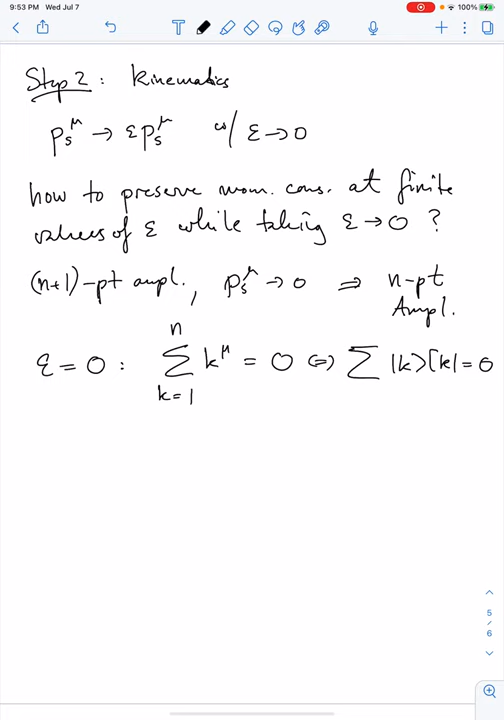 9:53 PM Wed Jul 7
100%
Step 2 : kinematics
p_s^μ → ε p_s^μ w/ ε → 0
how to preserve mom. cons. at finite
values of ε while taking ε → 0 ?
(n+1)-pt ampl. , p_s^μ → 0 ⇒ n-pt
Ampl.
ε = 0 : ∑_{k=1}^{n} k^μ = 0 ⇔ ∑ |k>[k| = 0
5
/
6